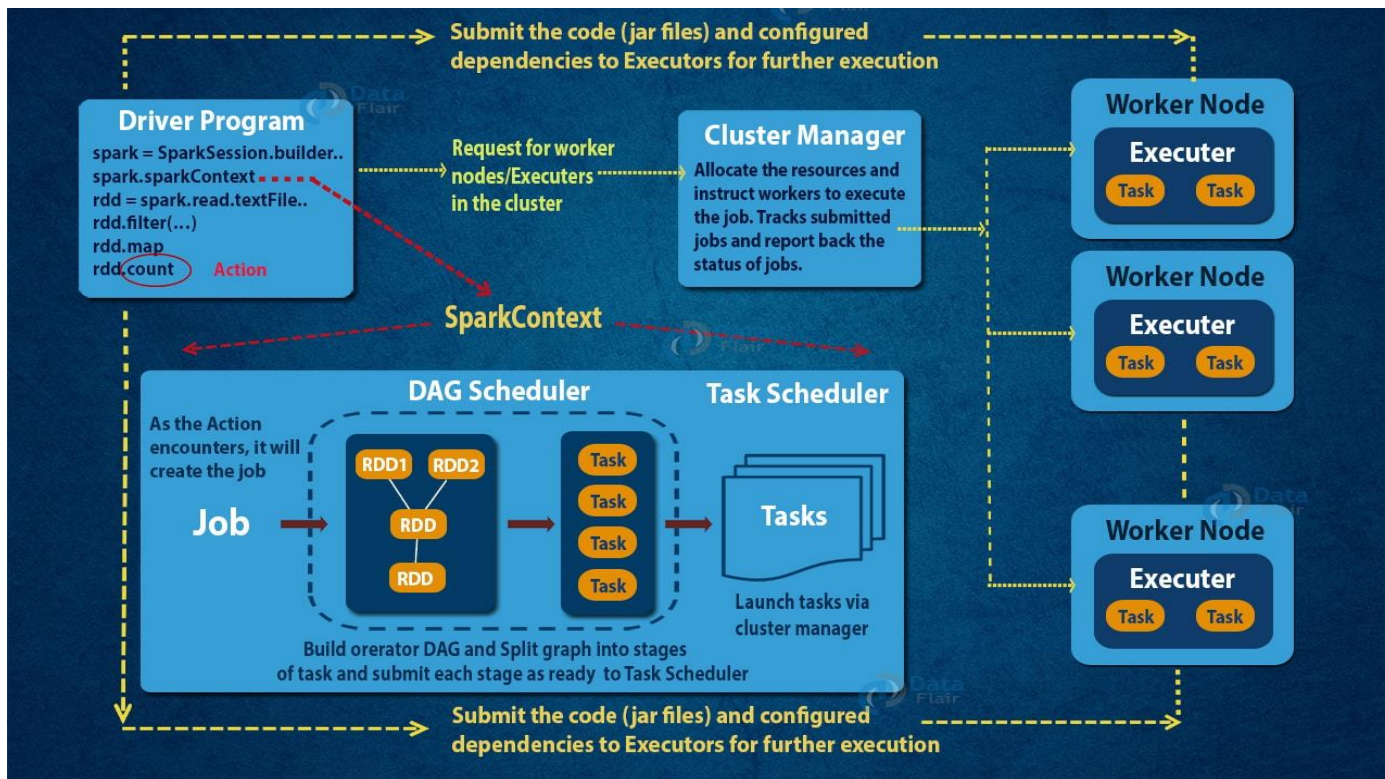 Submit the code (jar files) and configured
dependencies to Executors for further execution
Data
Flair
Driver Program
spark = SparkSession.builder..
spark.sparkContext
rdd = spark.read.textFile..
rdd.filter(...)
rdd.map
rdd.count
Action
Request for worker
nodes/Executers
in the cluster
Cluster Manager
Allocate the resources and
instruct workers to execute
the job. Tracks submitted
jobs and report back the
status of jobs.
Worker Node
Executer
Task Task
Worker Node
Executer
Task Task
Worker Node
Executer
Task Task
SparkContext
Flair
DAG Scheduler
Task Scheduler
As the Action
encounters, it will
create the job
Job
RDD1 RDD2
RDD
RDD
Task
Task
Task
Task
Tasks
Launch tasks via
cluster manager
Build orerator DAG and Split graph into stages
of task and submit each stage as ready to Task Scheduler
Data
Flair
Data
Flair
Submit the code (jar files) and configured
dependencies to Executors for further execution